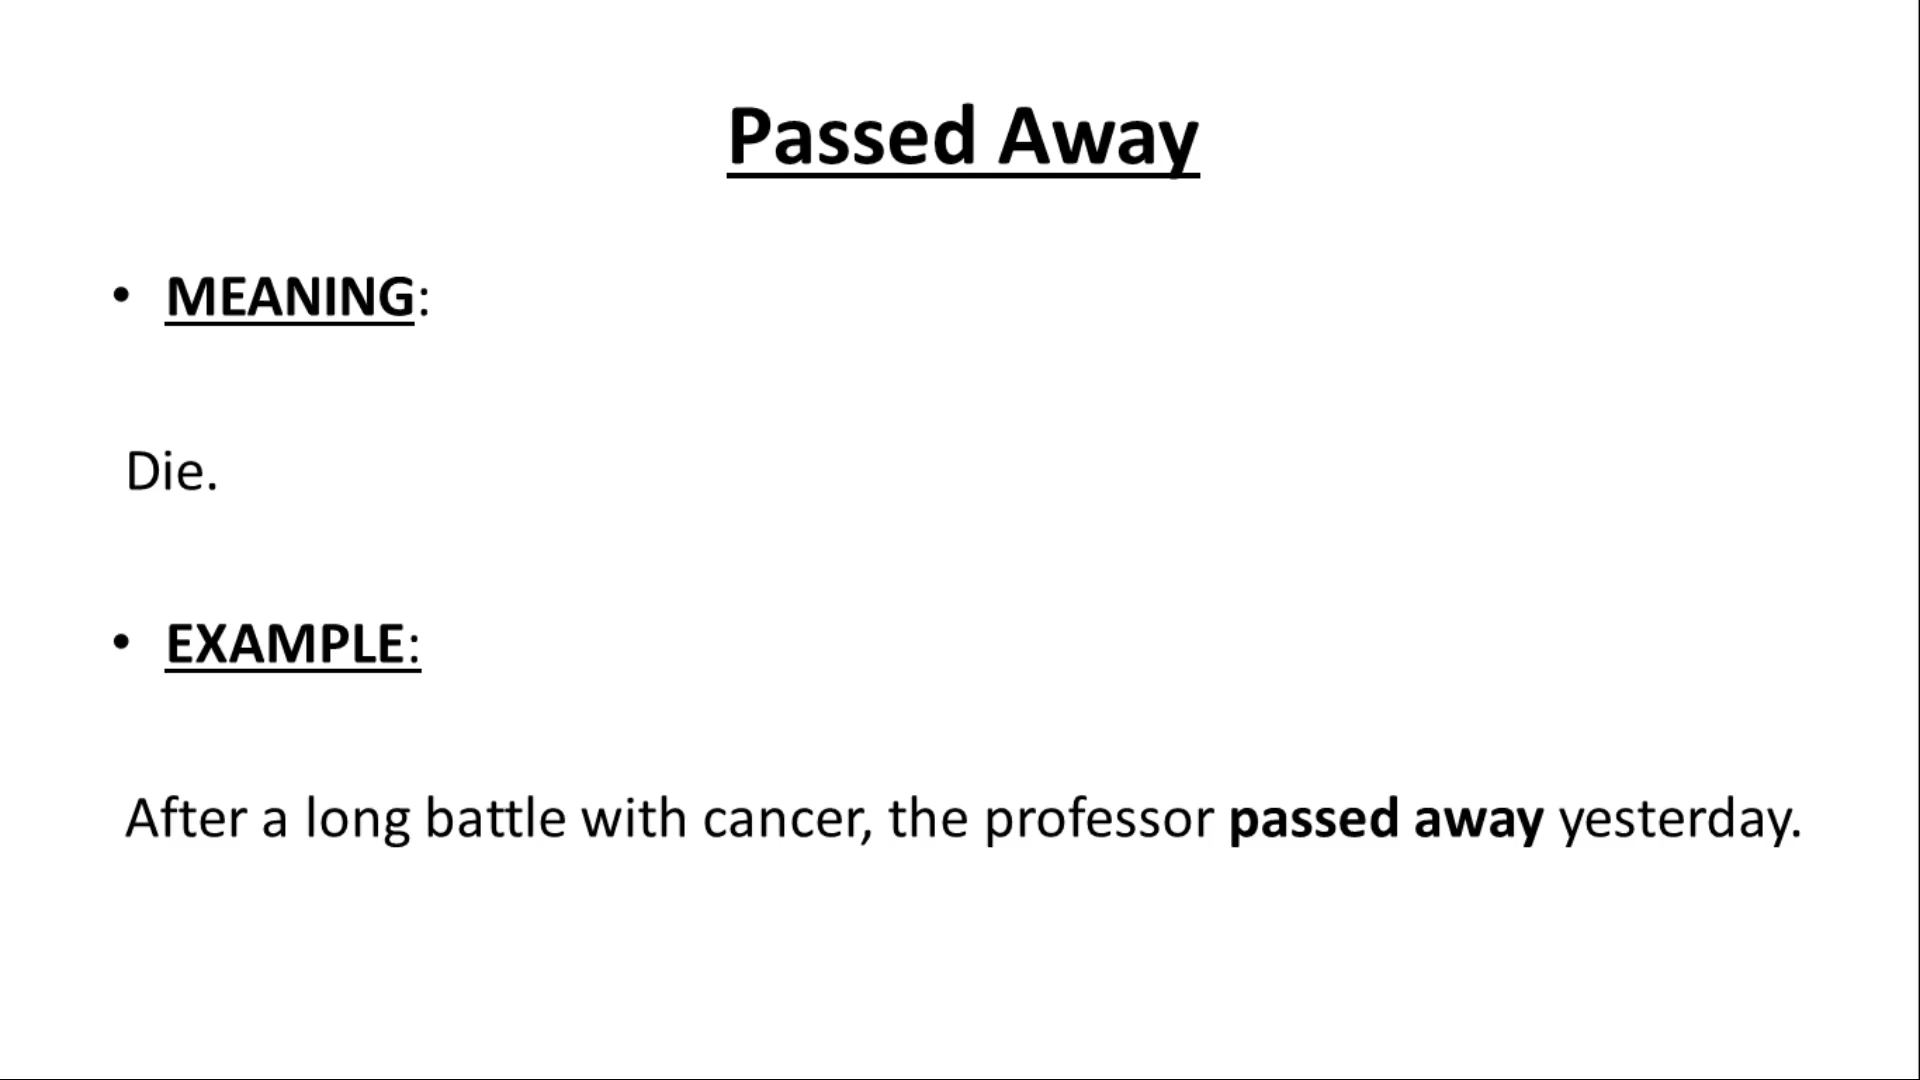 Passed Away
• MEANING:
Die.
• EXAMPLE:
After a long battle with cancer, the professor passed away yesterday.